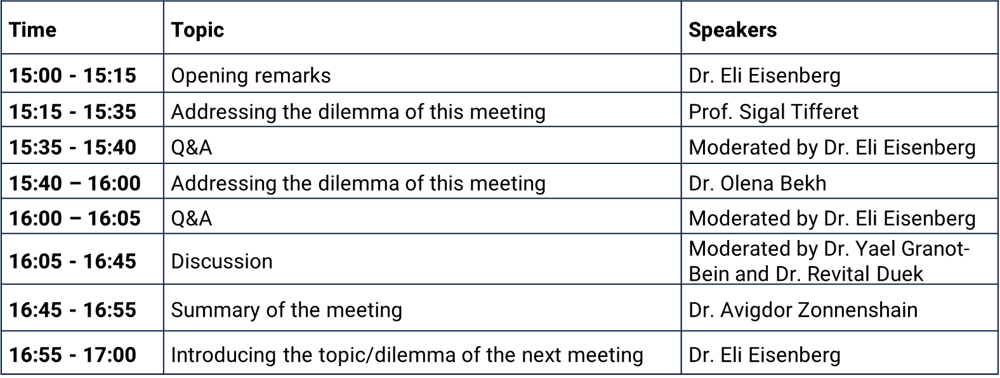 Time Topic Speakers
15:00 - 15:15 Opening remarks Dr. Eli Eisenberg
15:15 - 15:35 Addressing the dilemma of this meeting Prof. Sigal Tifferet
15:35 - 15:40 Q&A Moderated by Dr. Eli Eisenberg
15:40 – 16:00 Addressing the dilemma of this meeting Dr. Olena Bekh
16:00 – 16:05 Q&A Moderated by Dr. Eli Eisenberg
16:05 - 16:45 Discussion Moderated by Dr. Yael Granot-
Bein and Dr. Revital Duek
16:45 - 16:55 Summary of the meeting Dr. Avigdor Zonnenshain
16:55 - 17:00 Introducing the topic/dilemma of the next meeting Dr. Eli Eisenberg